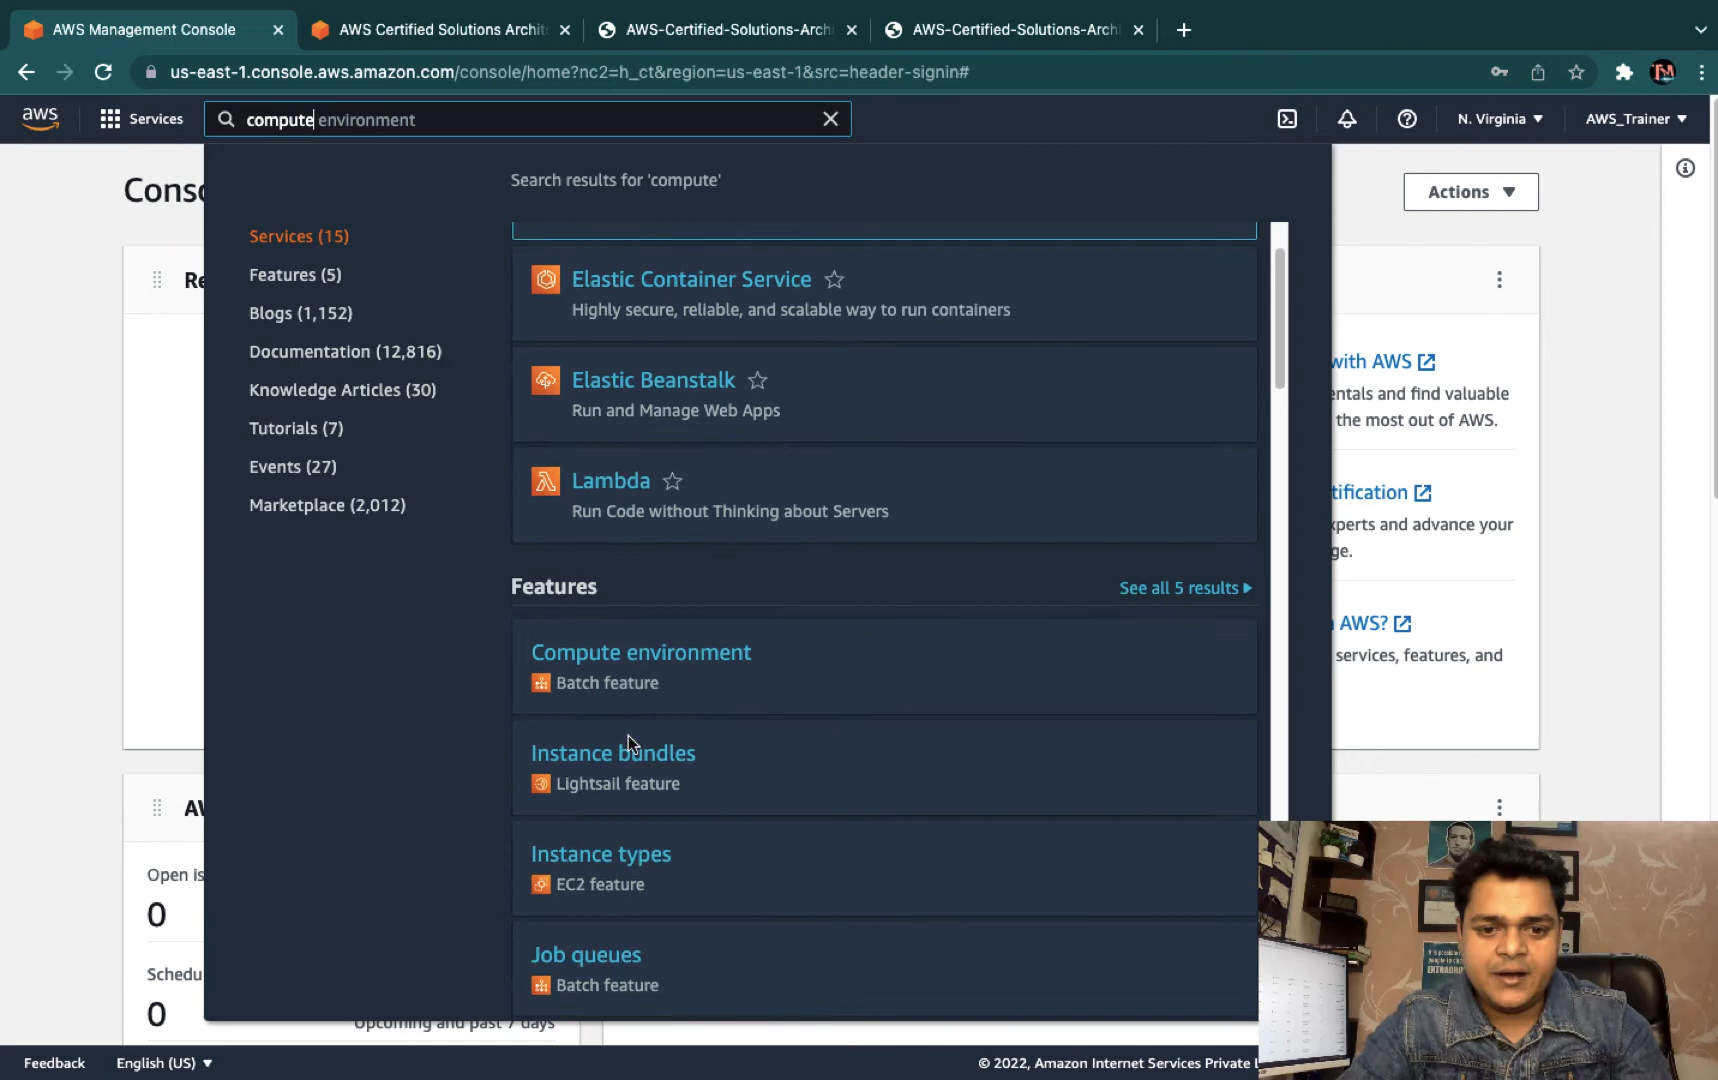 AWS Management Console
AWS Certified Solutions Archit
AWS-Certified-Solutions-Archi
AWS-Certified-Solutions-Archi
us-east-1.console.aws.amazon.com/console/home?nc2=h_ct&region=us-east-1&src=header-signin#
aws
Services
compute environment
N. Virginia
AWS_Trainer
Conso
Actions
Search results for 'compute'
Services (15)
Features (5)
Blogs (1,152)
Documentation (12,816)
Knowledge Articles (30)
Tutorials (7)
Events (27)
Marketplace (2,012)
Re
Elastic Container Service
Highly secure, reliable, and scalable way to run containers
Elastic Beanstalk
Run and Manage Web Apps
Lambda
Run Code without Thinking about Servers
Features
See all 5 results
Compute environment
Batch feature
Instance bundles
Lightsail feature
Instance types
EC2 feature
Job queues
Batch feature
with AWS
entals and find valuable
the most out of AWS.
tification
xperts and advance your
ge.
AWS?
services, features, and
AW
Open is
0
Schedu
0
Upcoming and past 7 days
Feedback
English (US)
© 2022, Amazon Internet Services Private L